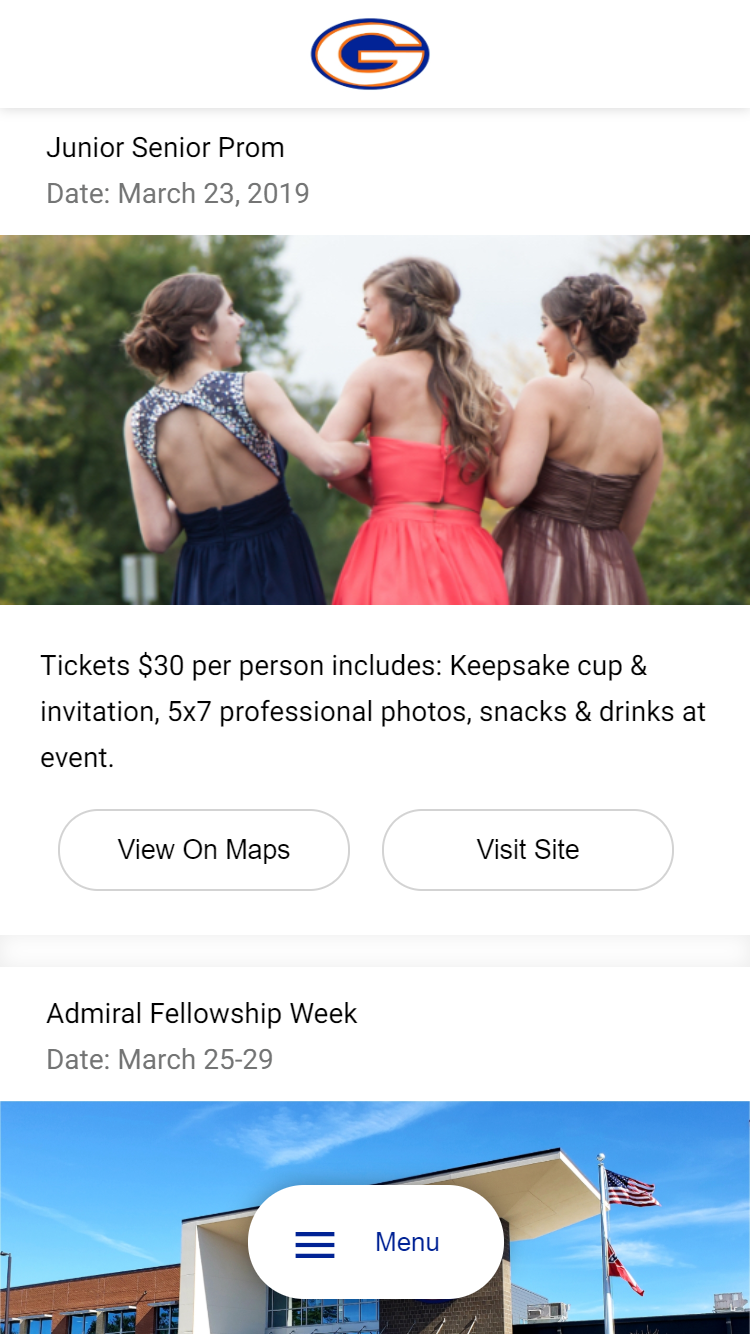 G
Junior Senior Prom
Date: March 23, 2019
Tickets $30 per person includes: Keepsake cup &
invitation, 5x7 professional photos, snacks & drinks at
event.
View On Maps
Visit Site
Admiral Fellowship Week
Date: March 25-29
Menu